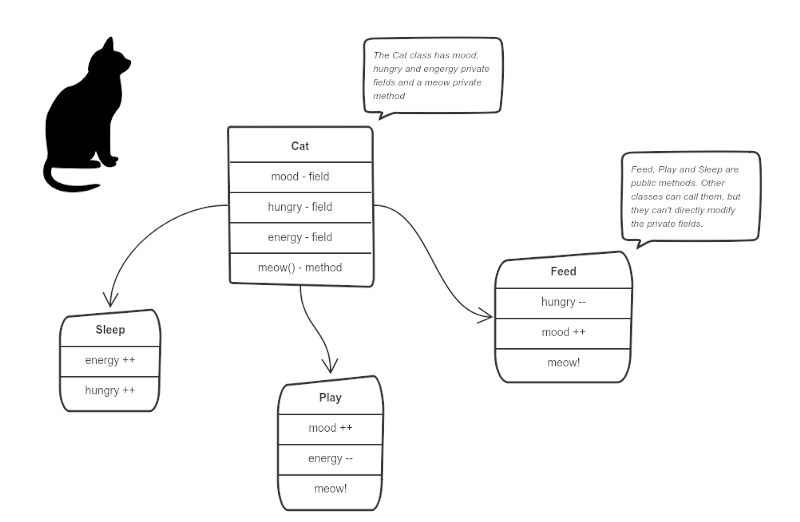 The Cat class has mood,
hungry and engergy private
fields and a meow private
method
Cat
mood - field
hungry - field
energy - field
meow() - method
Feed, Play and Sleep are
public methods. Other
classes can call them, but
they can't directly modify
the private fields.
Feed
hungry --
mood ++
meow!
Sleep
energy ++
hungry ++
Play
mood ++
energy --
meow!